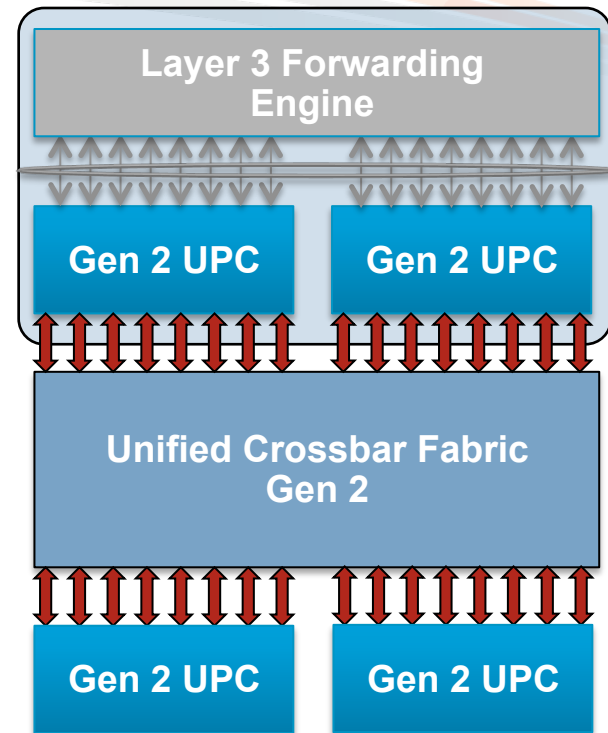 Layer 3 Forwarding
Engine
Gen 2 UPC
Gen 2 UPC
Unified Crossbar Fabric
Gen 2
Gen 2 UPC
Gen 2 UPC